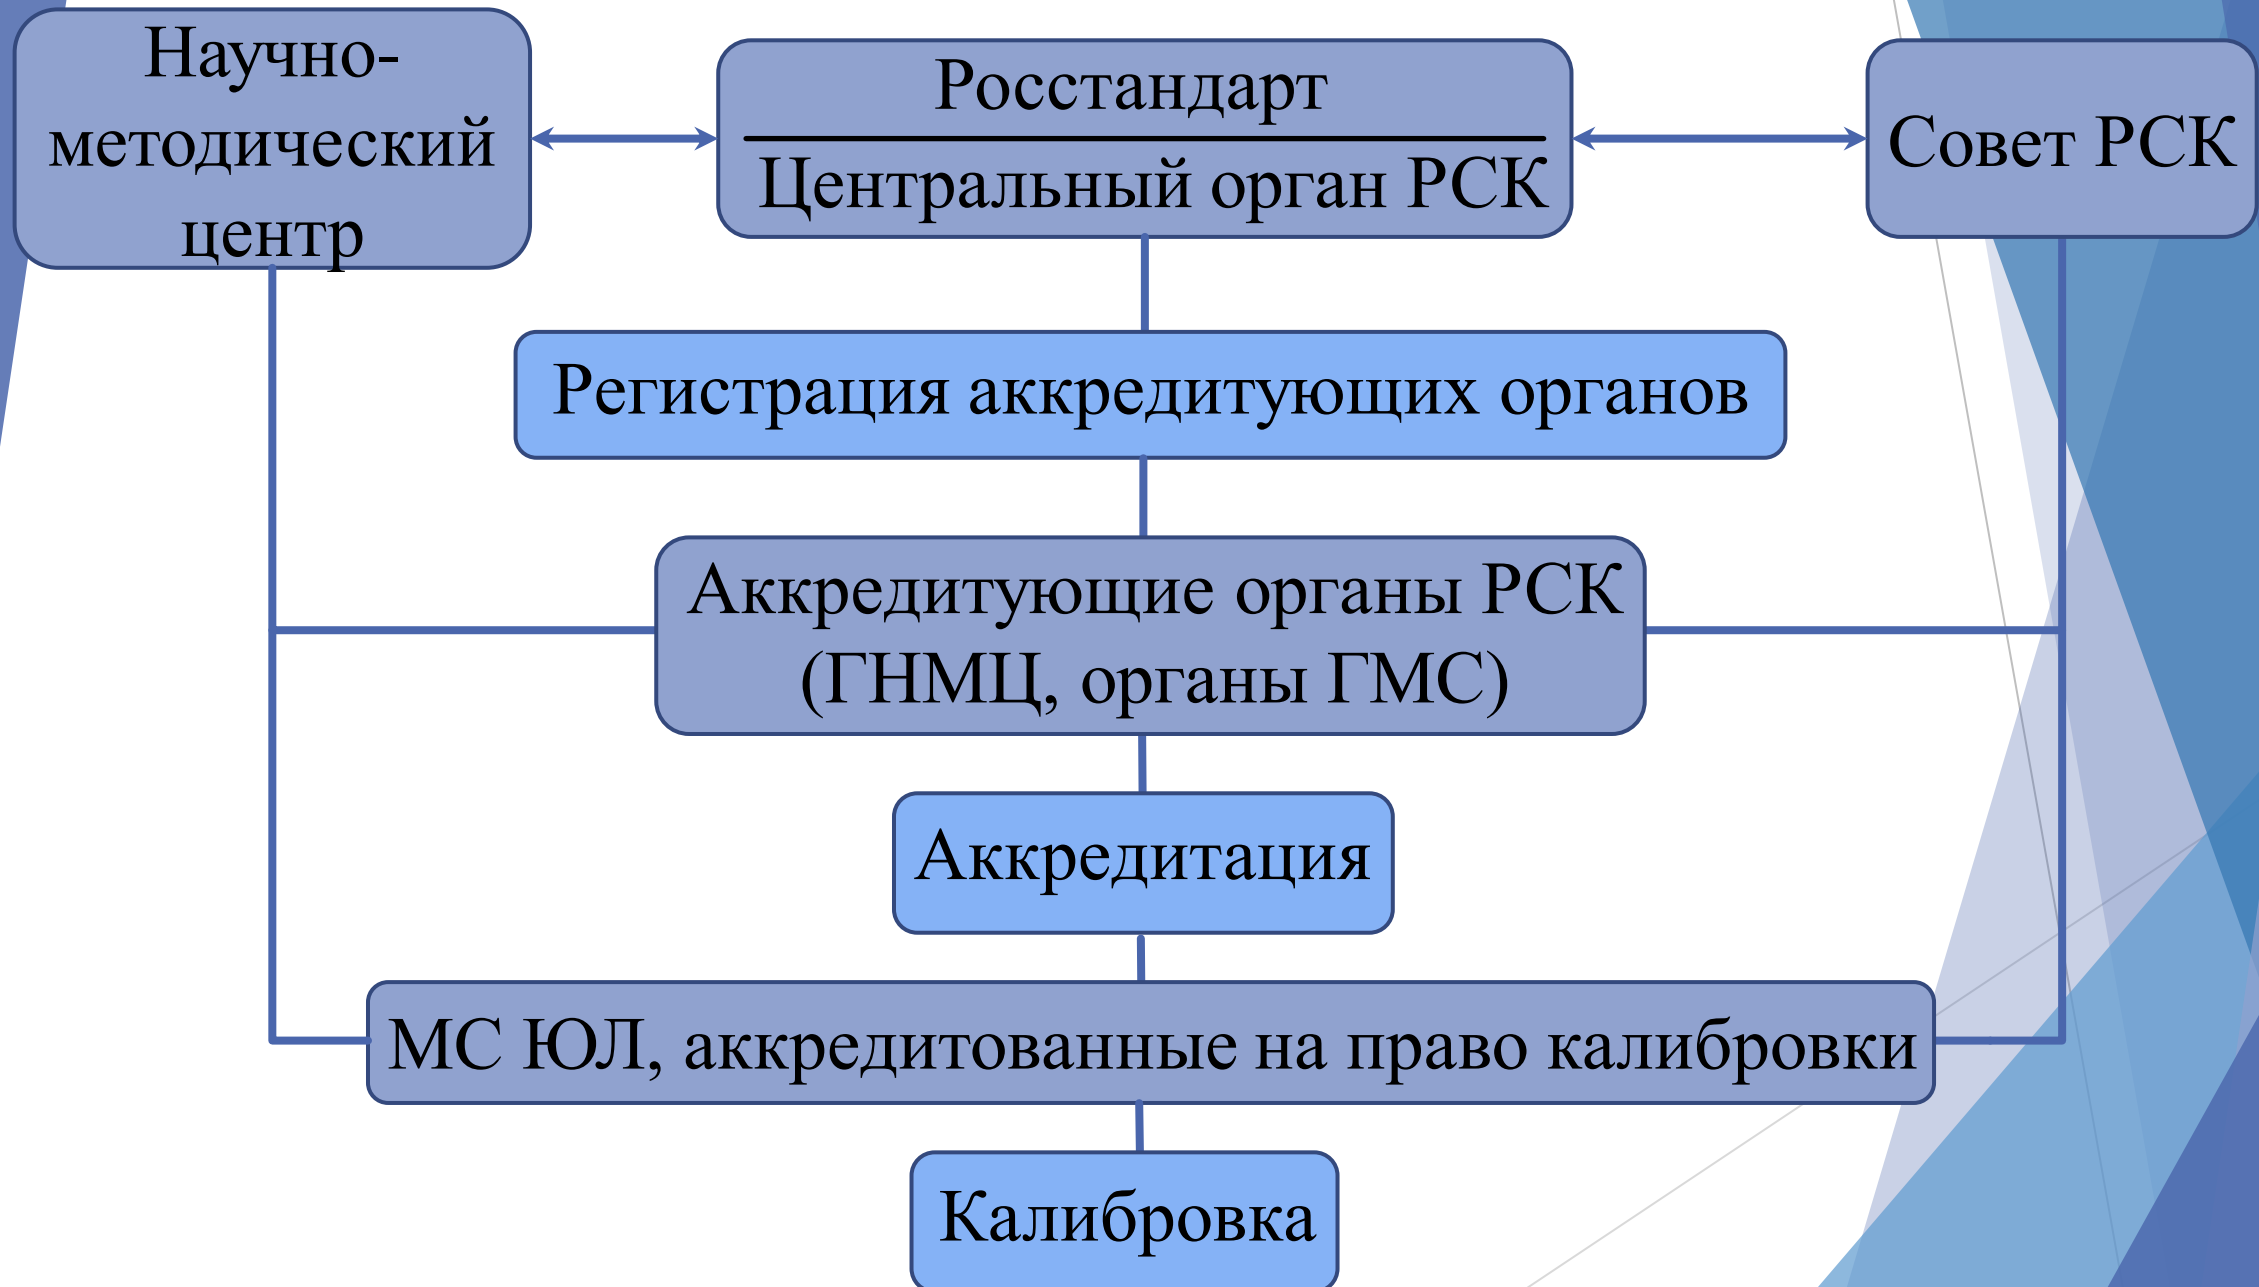 Научно-
методический
центр
Росстандарт
Центральный орган РСК
Совет РСК
Регистрация аккредитующих органов
Аккредитующие органы РСК
(ГНМЦ, органы ГМС)
Аккредитация
МС ЮЛ, аккредитованные на право калибровки
Калибровка